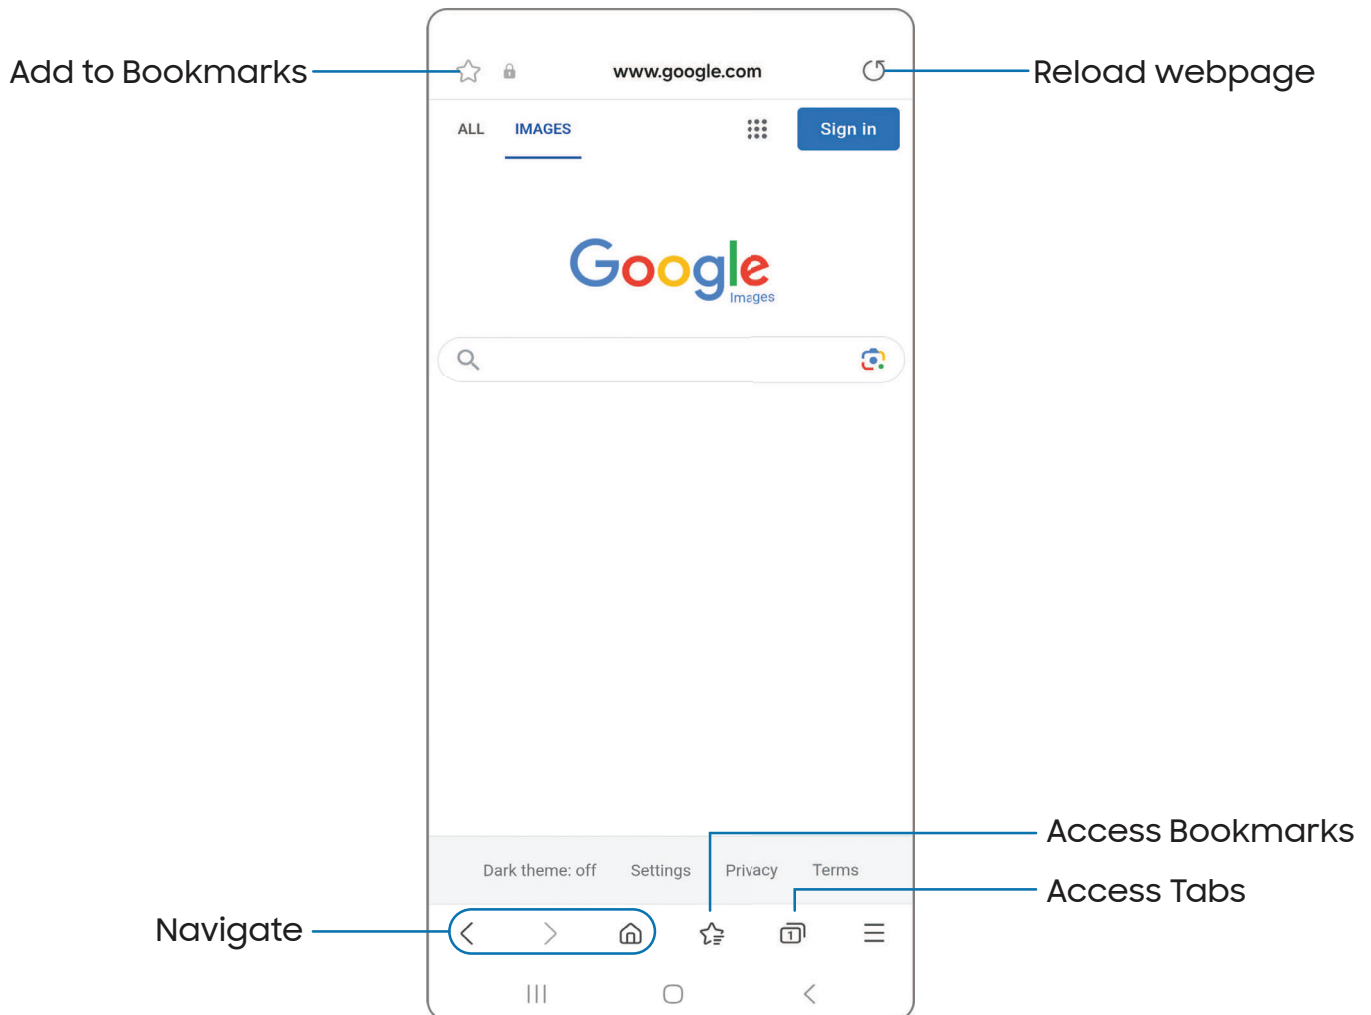 Add to Bookmarks
www.google.com
Reload webpage
ALL IMAGES
Sign in
Google
Images
Access Bookmarks
Dark theme: off Settings Privacy Terms
Access Tabs
Navigate
1